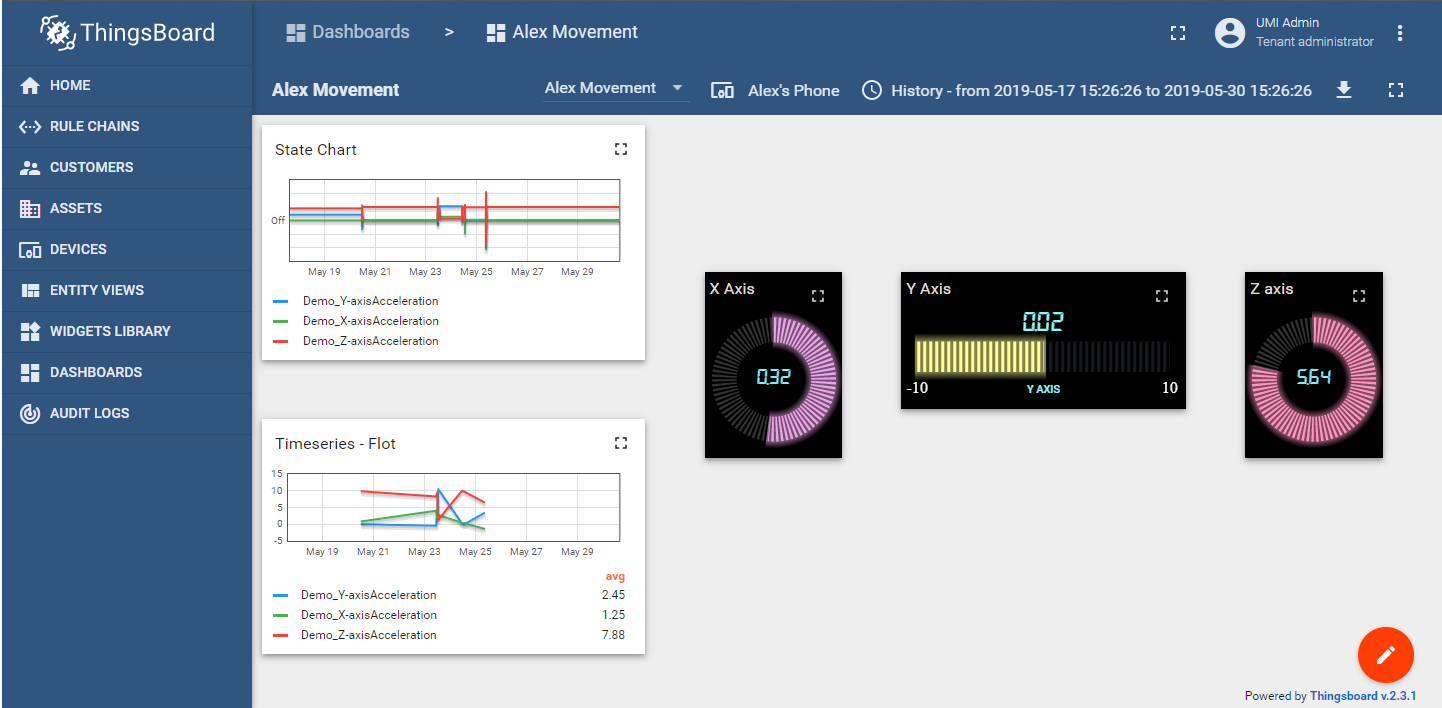 ThingsBoard
Dashboards > Alex Movement
UMI Admin
Tenant administrator
HOME
RULE CHAINS
CUSTOMERS
ASSETS
DEVICES
ENTITY VIEWS
WIDGETS LIBRARY
DASHBOARDS
AUDIT LOGS
Alex Movement
Alex Movement
Alex's Phone
History - from 2019-05-17 15:26:26 to 2019-05-30 15:26:26
State Chart
Off
May 19 May 21 May 23 May 25 May 27 May 29
Demo_Y-axisAcceleration
Demo_X-axisAcceleration
Demo_Z-axisAcceleration
Timeseries - Flot
15
10
5
0
-5
May 19 May 21 May 23 May 25 May 27 May 29
avg
Demo_Y-axisAcceleration 2.45
Demo_X-axisAcceleration 1.25
Demo_Z-axisAcceleration 7.88
X Axis
0.32
Y Axis
0.02
-10 Y AXIS 10
Z axis
5.64
Powered by Thingsboard v.2.3.1